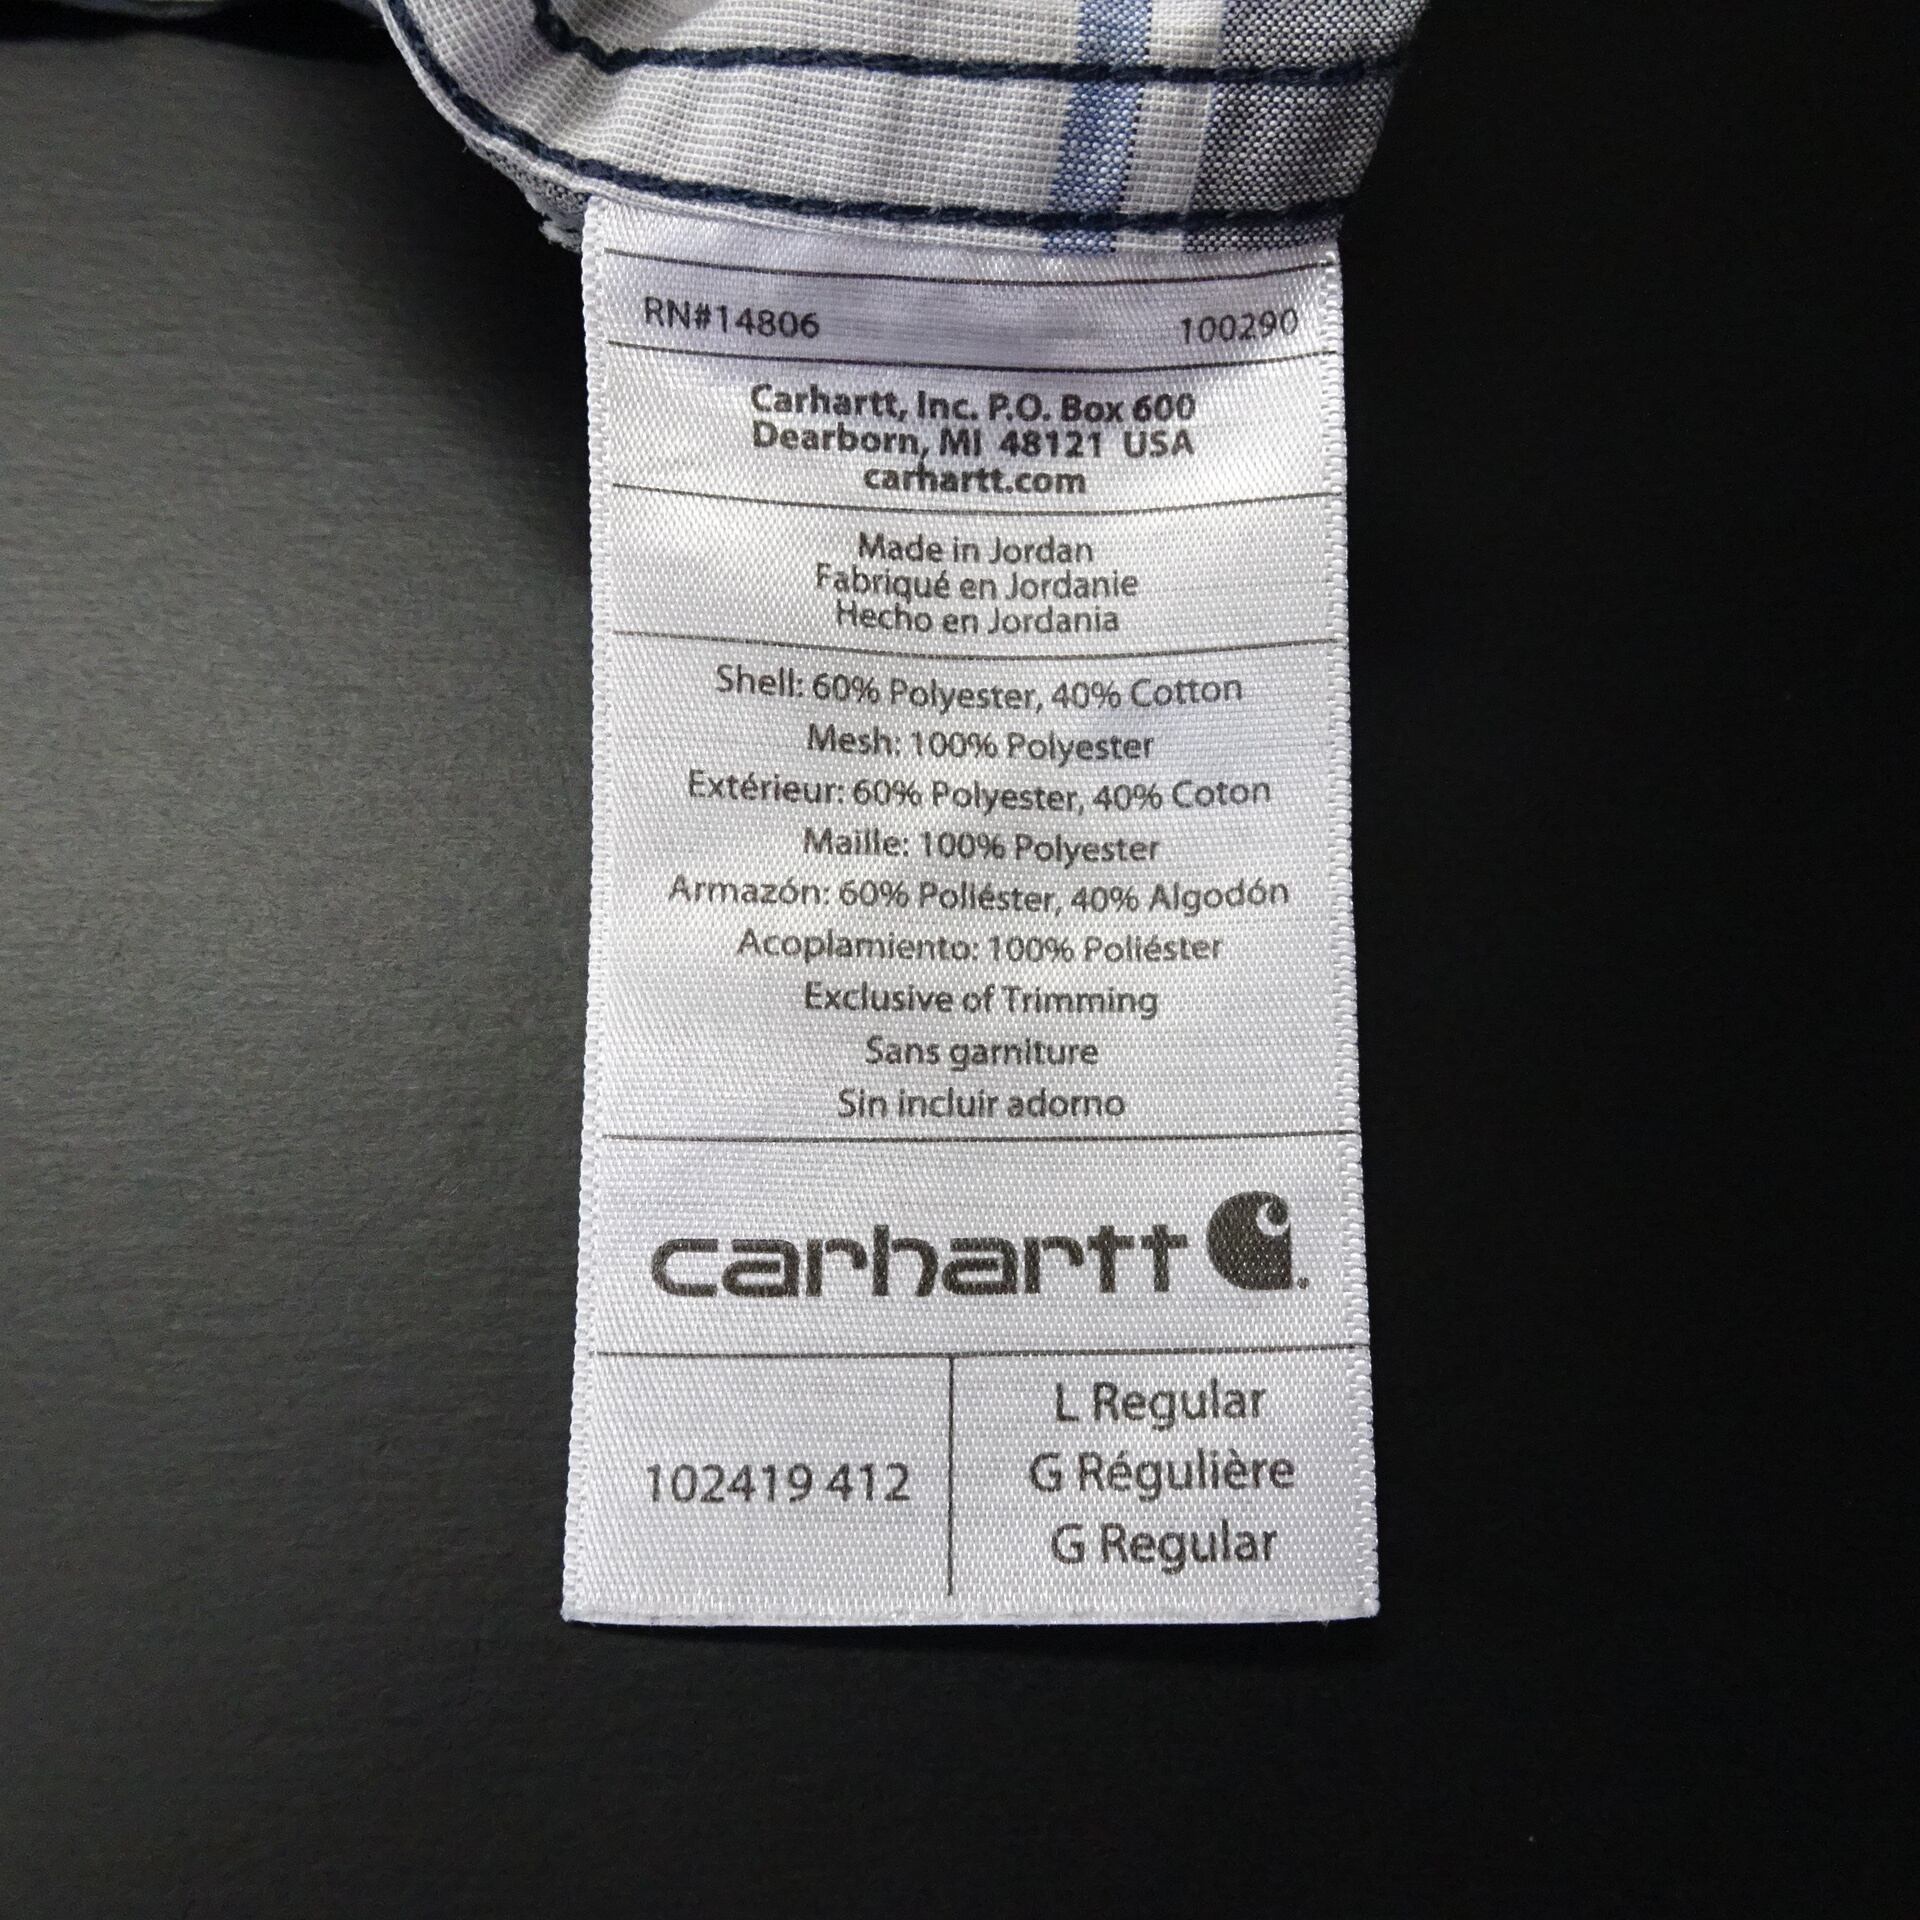 RN#14806 100290
Carhartt, Inc. P.O. Box 600
Dearborn, MI 48121 USA
carhartt.com
Made in Jordan
Fabriqué en Jordanie
Hecho en Jordania
Shell: 60% Polyester, 40% Cotton
Mesh: 100% Polyester
Extérieur: 60% Polyester, 40% Coton
Maille: 100% Polyester
Armazón: 60% Poliéster, 40% Algodón
Acoplamiento: 100% Poliéster
Exclusive of Trimming
Sans garniture
Sin incluir adorno
carhartt
102419 412
L Regular
G Régulière
G Regular